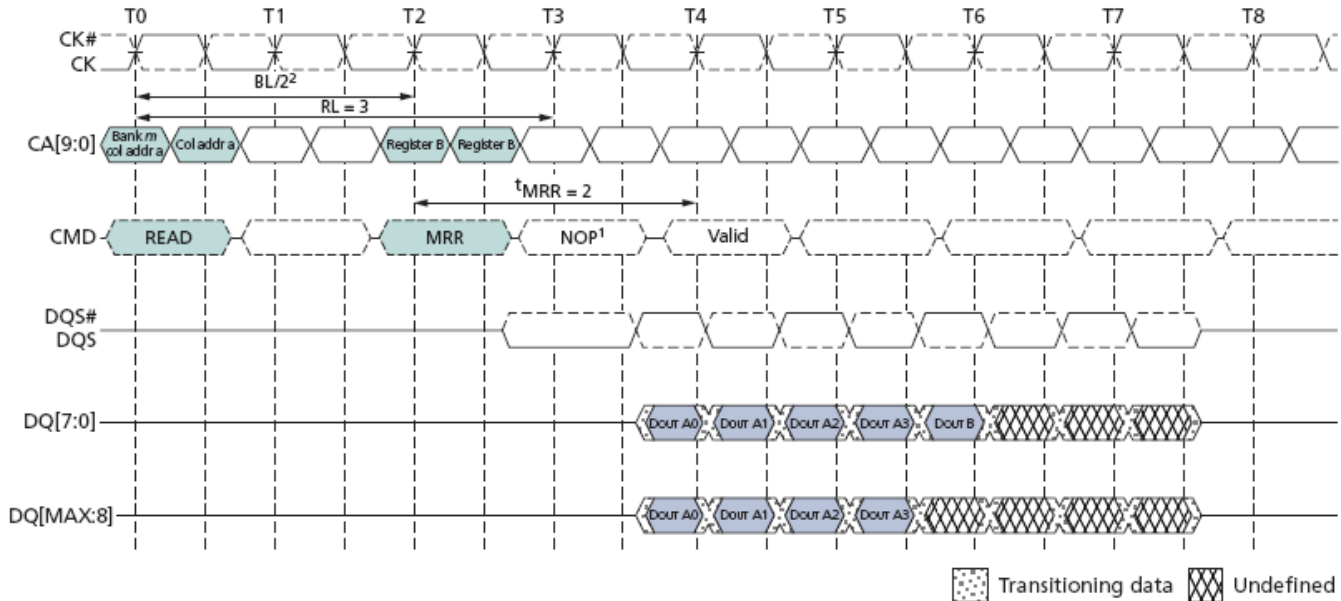 T0 T1 T2 T3 T4 T5 T6 T7 T8
CK#
CK
BL/2²
RL = 3
CA[9:0] Bank m col addr a Col addr a Register B Register B
tMRR = 2
CMD READ MRR NOP¹ Valid
DQS#
DQS
DQ[7:0] DOUT A0 DOUT A1 DOUT A2 DOUT A3 DOUT B
DQ[MAX:8] DOUT A0 DOUT A1 DOUT A2 DOUT A3
Transitioning data Undefined